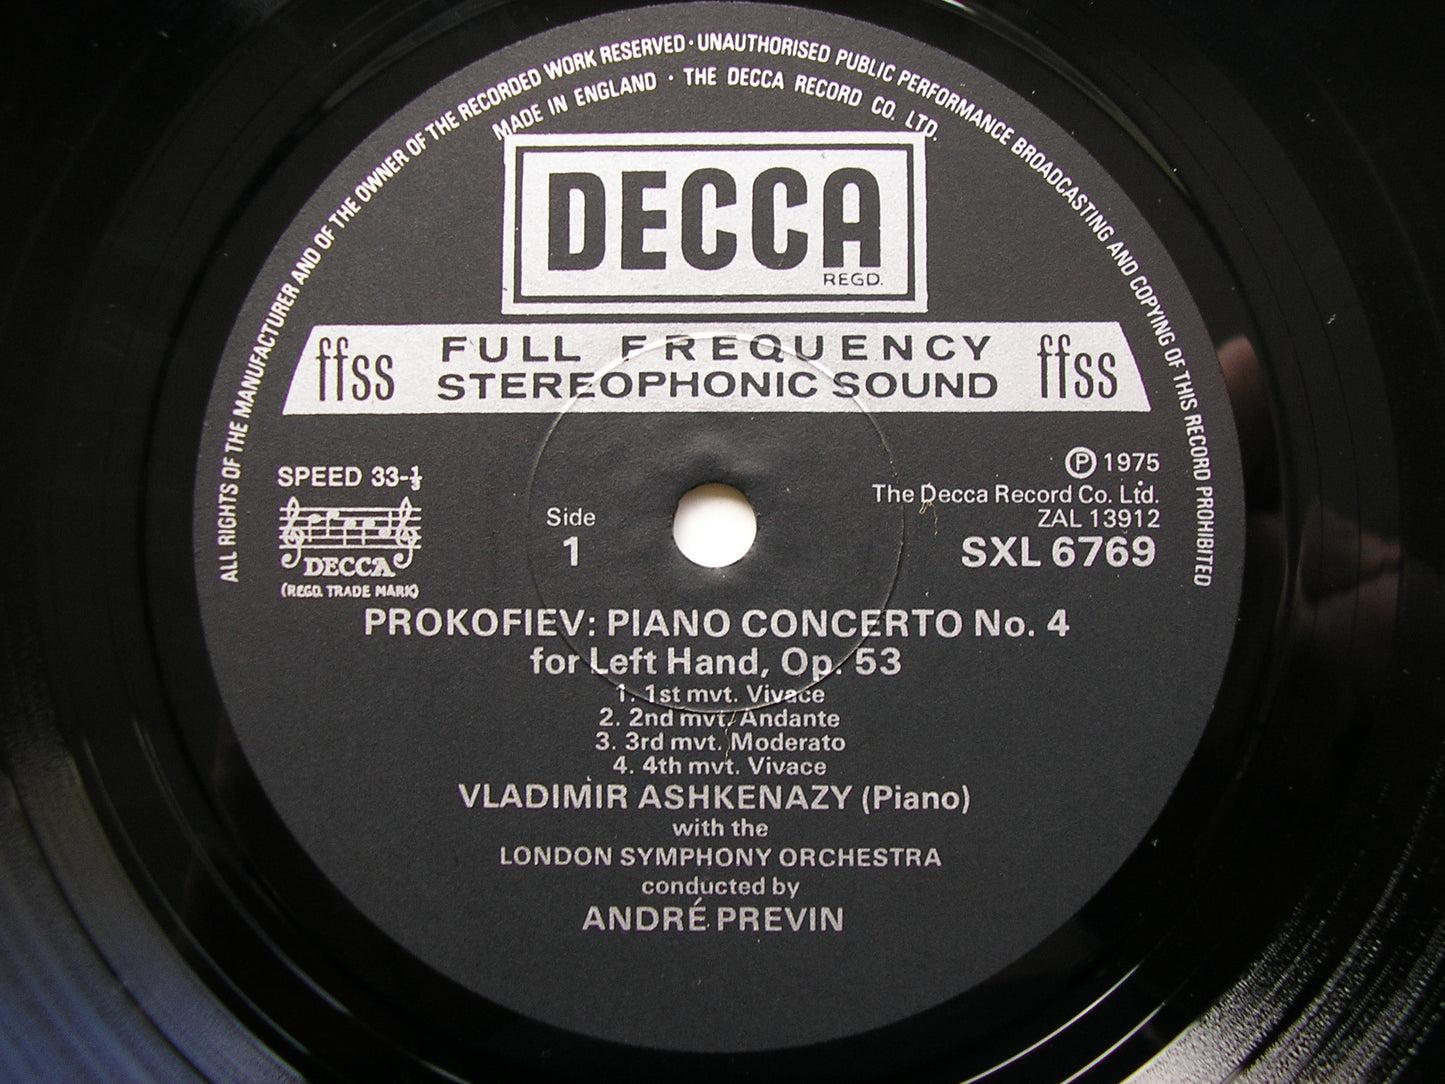 ALL RIGHTS OF THE MANUFACTURER AND OF THE OWNER OF THE RECORDED WORK RESERVED · UNAUTHORISED PUBLIC PERFORMANCE BROADCASTING AND COPYING OF THIS RECORD PROHIBITED
MADE IN ENGLAND · THE DECCA RECORD CO. LTD.
DECCA
REGD.
ffss
FULL FREQUENCY
STEREOPHONIC SOUND
ffss
SPEED 33-⅓
DECCA
(REGD. TRADE MARK)
Side
1
Ⓟ 1975
The Decca Record Co. Ltd.
ZAL 13912
SXL 6769
PROKOFIEV: PIANO CONCERTO No. 4
for Left Hand, Op. 53
1. 1st mvt. Vivace
2. 2nd mvt. Andante
3. 3rd mvt. Moderato
4. 4th mvt. Vivace
VLADIMIR ASHKENAZY (Piano)
with the
LONDON SYMPHONY ORCHESTRA
conducted by
ANDRÉ PREVIN